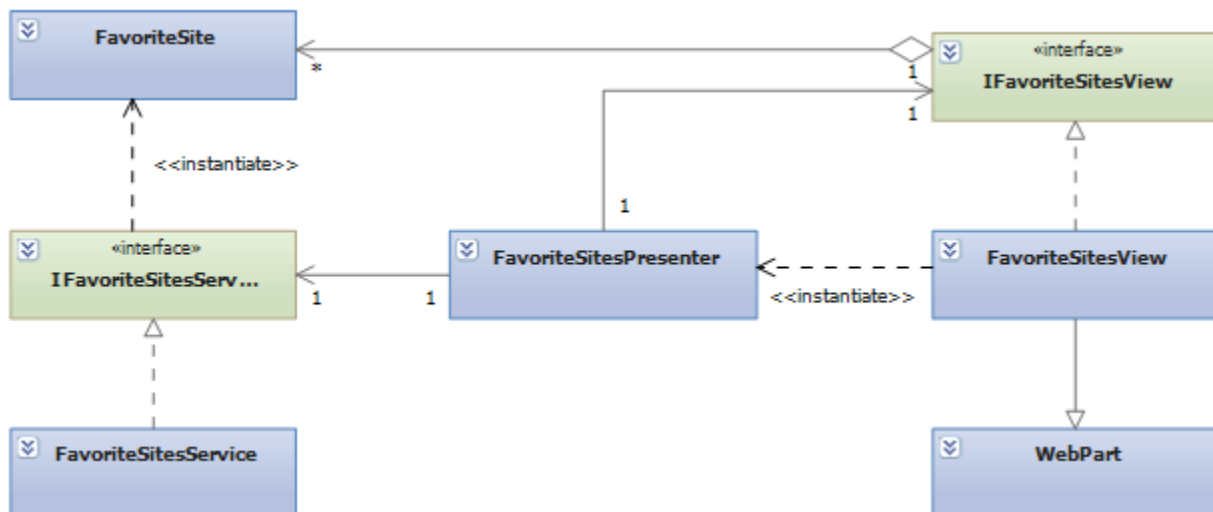 FavoriteSite
«interface»
IFavoriteSitesView
*
1
1
<<instantiate>>
1
«interface»
IFavoriteSitesServ...
FavoriteSitesPresenter
FavoriteSitesView
1
1
<<instantiate>>
FavoriteSitesService
WebPart